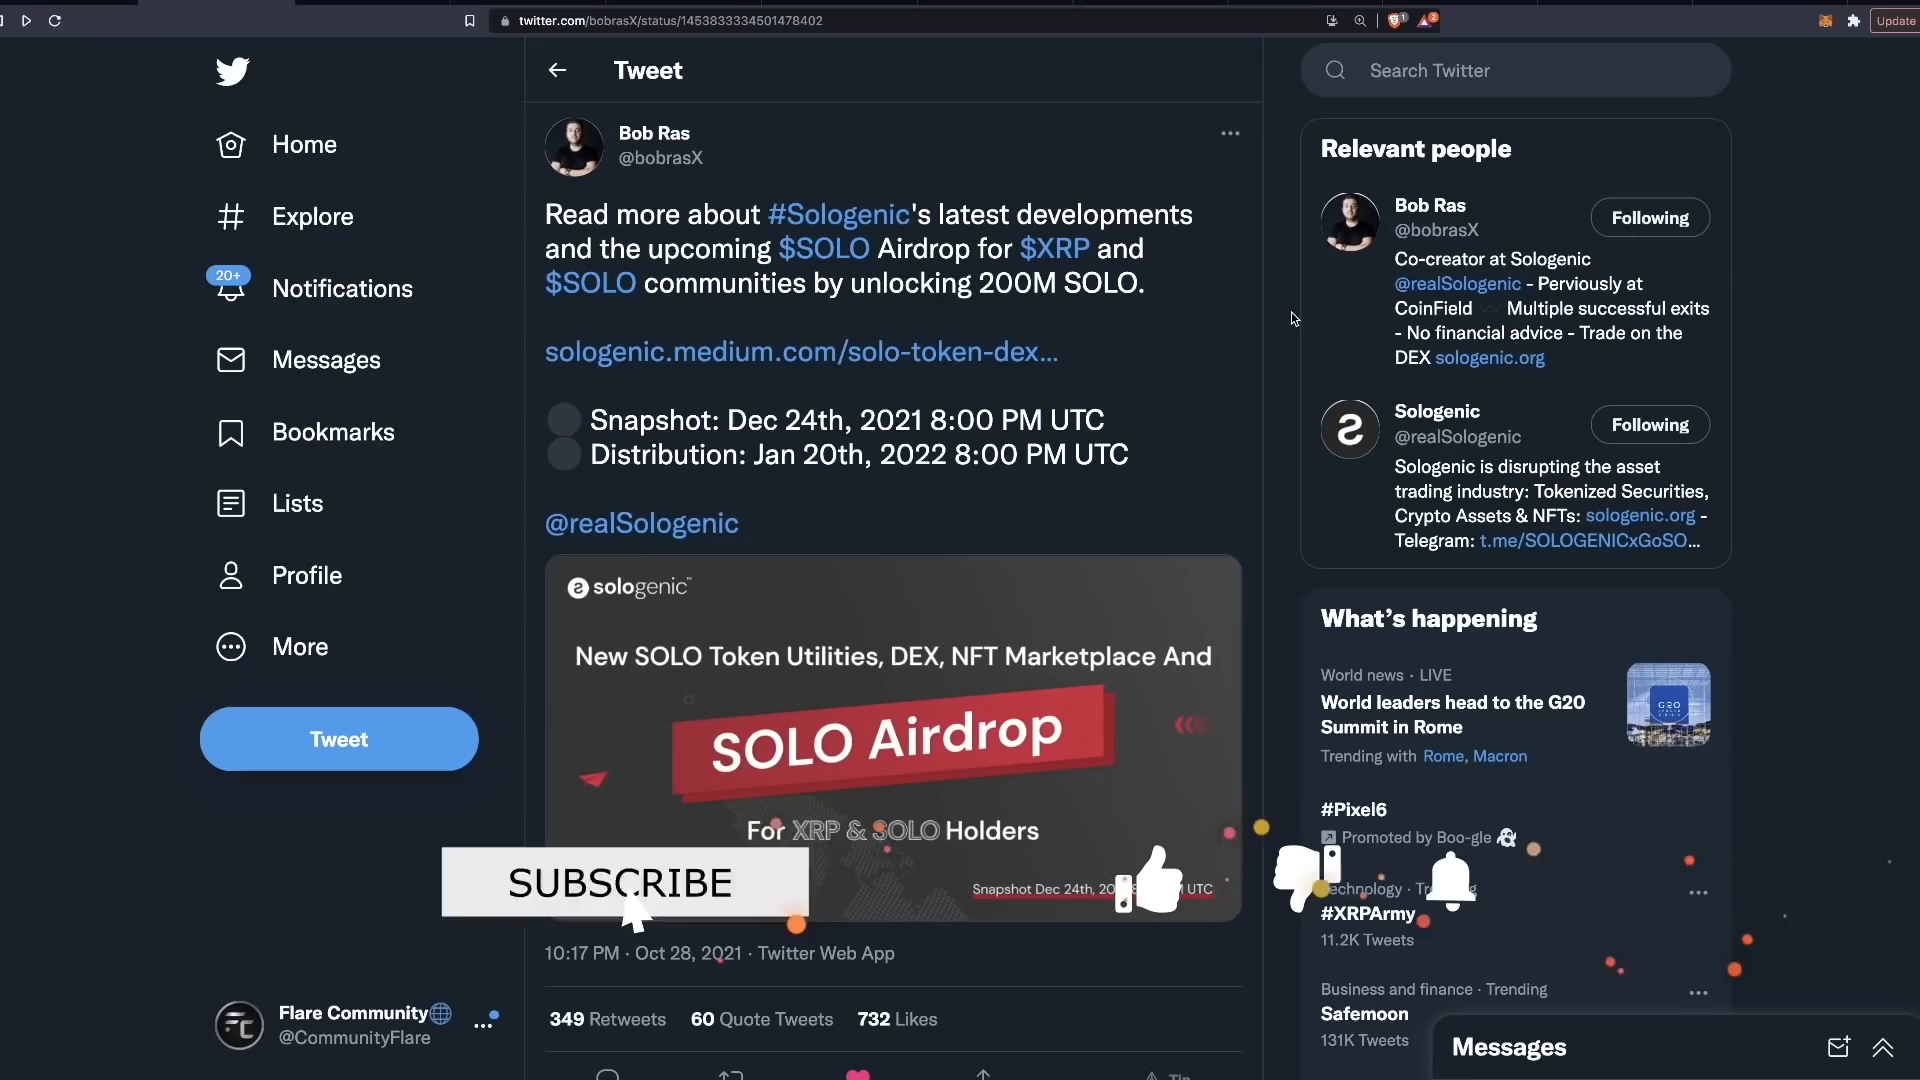 twitter.com/bobrasX/status/1453833334501478402
1
2
Update
Home
Explore
20+
Notifications
Messages
Bookmarks
Lists
Profile
More
Tweet
Flare Community
@CommunityFlare
Tweet
Bob Ras
@bobrasX
Read more about #Sologenic's latest developments
and the upcoming $SOLO Airdrop for $XRP and
$SOLO communities by unlocking 200M SOLO.
sologenic.medium.com/solo-token-dex...
Snapshot: Dec 24th, 2021 8:00 PM UTC
Distribution: Jan 20th, 2022 8:00 PM UTC
@realSologenic
sologenic™
New SOLO Token Utilities, DEX, NFT Marketplace And
SOLO Airdrop
For XRP & SOLO Holders
Snapshot Dec 24th, UTC
SUBSCRIBE
10:17 PM · Oct 28, 2021 · Twitter Web App
349 Retweets 60 Quote Tweets 732 Likes
Tip
Search Twitter
Relevant people
Bob Ras
@bobrasX
Following
Co-creator at Sologenic
@realSologenic - Perviously at
CoinField Multiple successful exits
- No financial advice - Trade on the
DEX sologenic.org
Sologenic
@realSologenic
Following
Sologenic is disrupting the asset
trading industry: Tokenized Securities,
Crypto Assets & NFTs: sologenic.org -
Telegram: t.me/SOLOGENICxGoSO...
What's happening
World news · LIVE
World leaders head to the G20
Summit in Rome
Trending with Rome, Macron
G20
#Pixel6
Promoted by Boo-gle
#XRPArmy
11.2K Tweets
Business and finance · Trending
Safemoon
131K Tweets
Messages